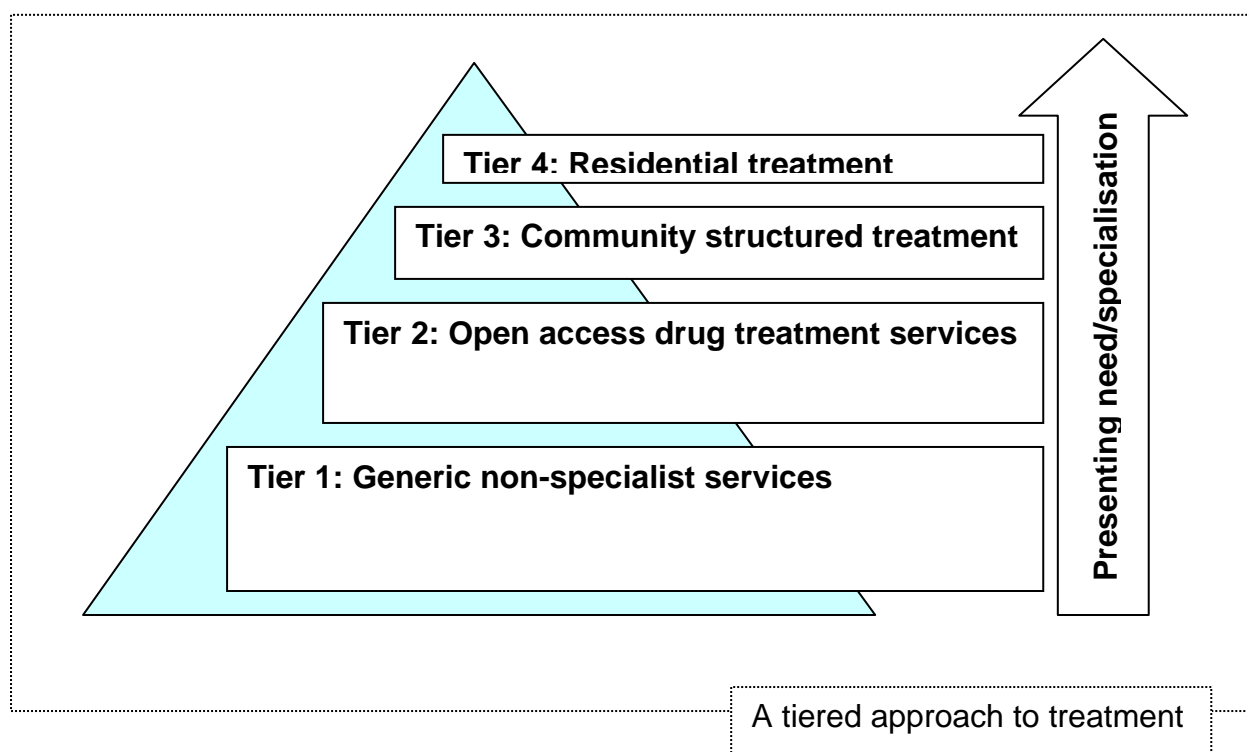 Tier 4: Residential treatment
Tier 3: Community structured treatment
Tier 2: Open access drug treatment services
Tier 1: Generic non-specialist services
Presenting need/specialisation
A tiered approach to treatment